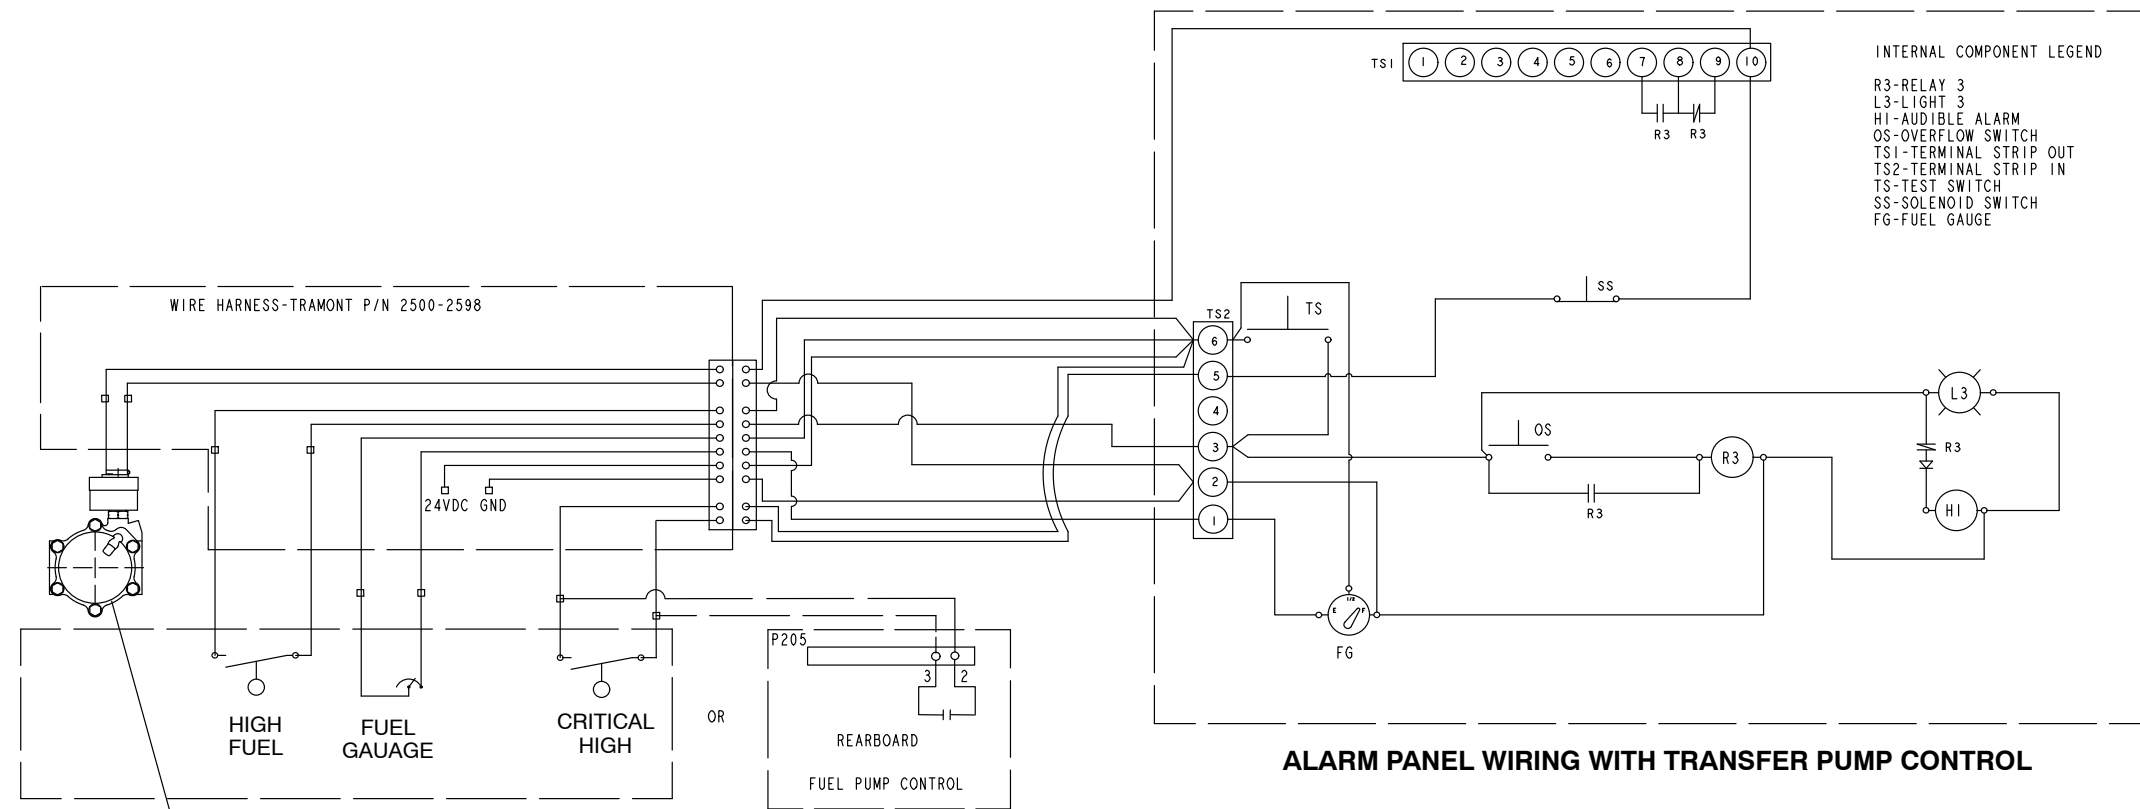 TS1 1 2 3 4 5 6 7 8 9 10
R3 R3
INTERNAL COMPONENT LEGEND
R3-RELAY 3
L3-LIGHT 3
H1-AUDIBLE ALARM
OS-OVERFLOW SWITCH
TS1-TERMINAL STRIP OUT
TS2-TERMINAL STRIP IN
TS-TEST SWITCH
SS-SOLENOID SWITCH
FG-FUEL GAUGE
SS
WIRE HARNESS-TRAMONT P/N 2500-2598
TS2
TS
6
5
4
3
2
1
L3
OS
R3
R3
R3
H1
24VDC GND
E 1/2 F
FG
P205
3 2
HIGH
FUEL
FUEL
GAUAGE
CRITICAL
HIGH
OR
REARBOARD
FUEL PUMP CONTROL
ALARM PANEL WIRING WITH TRANSFER PUMP CONTROL